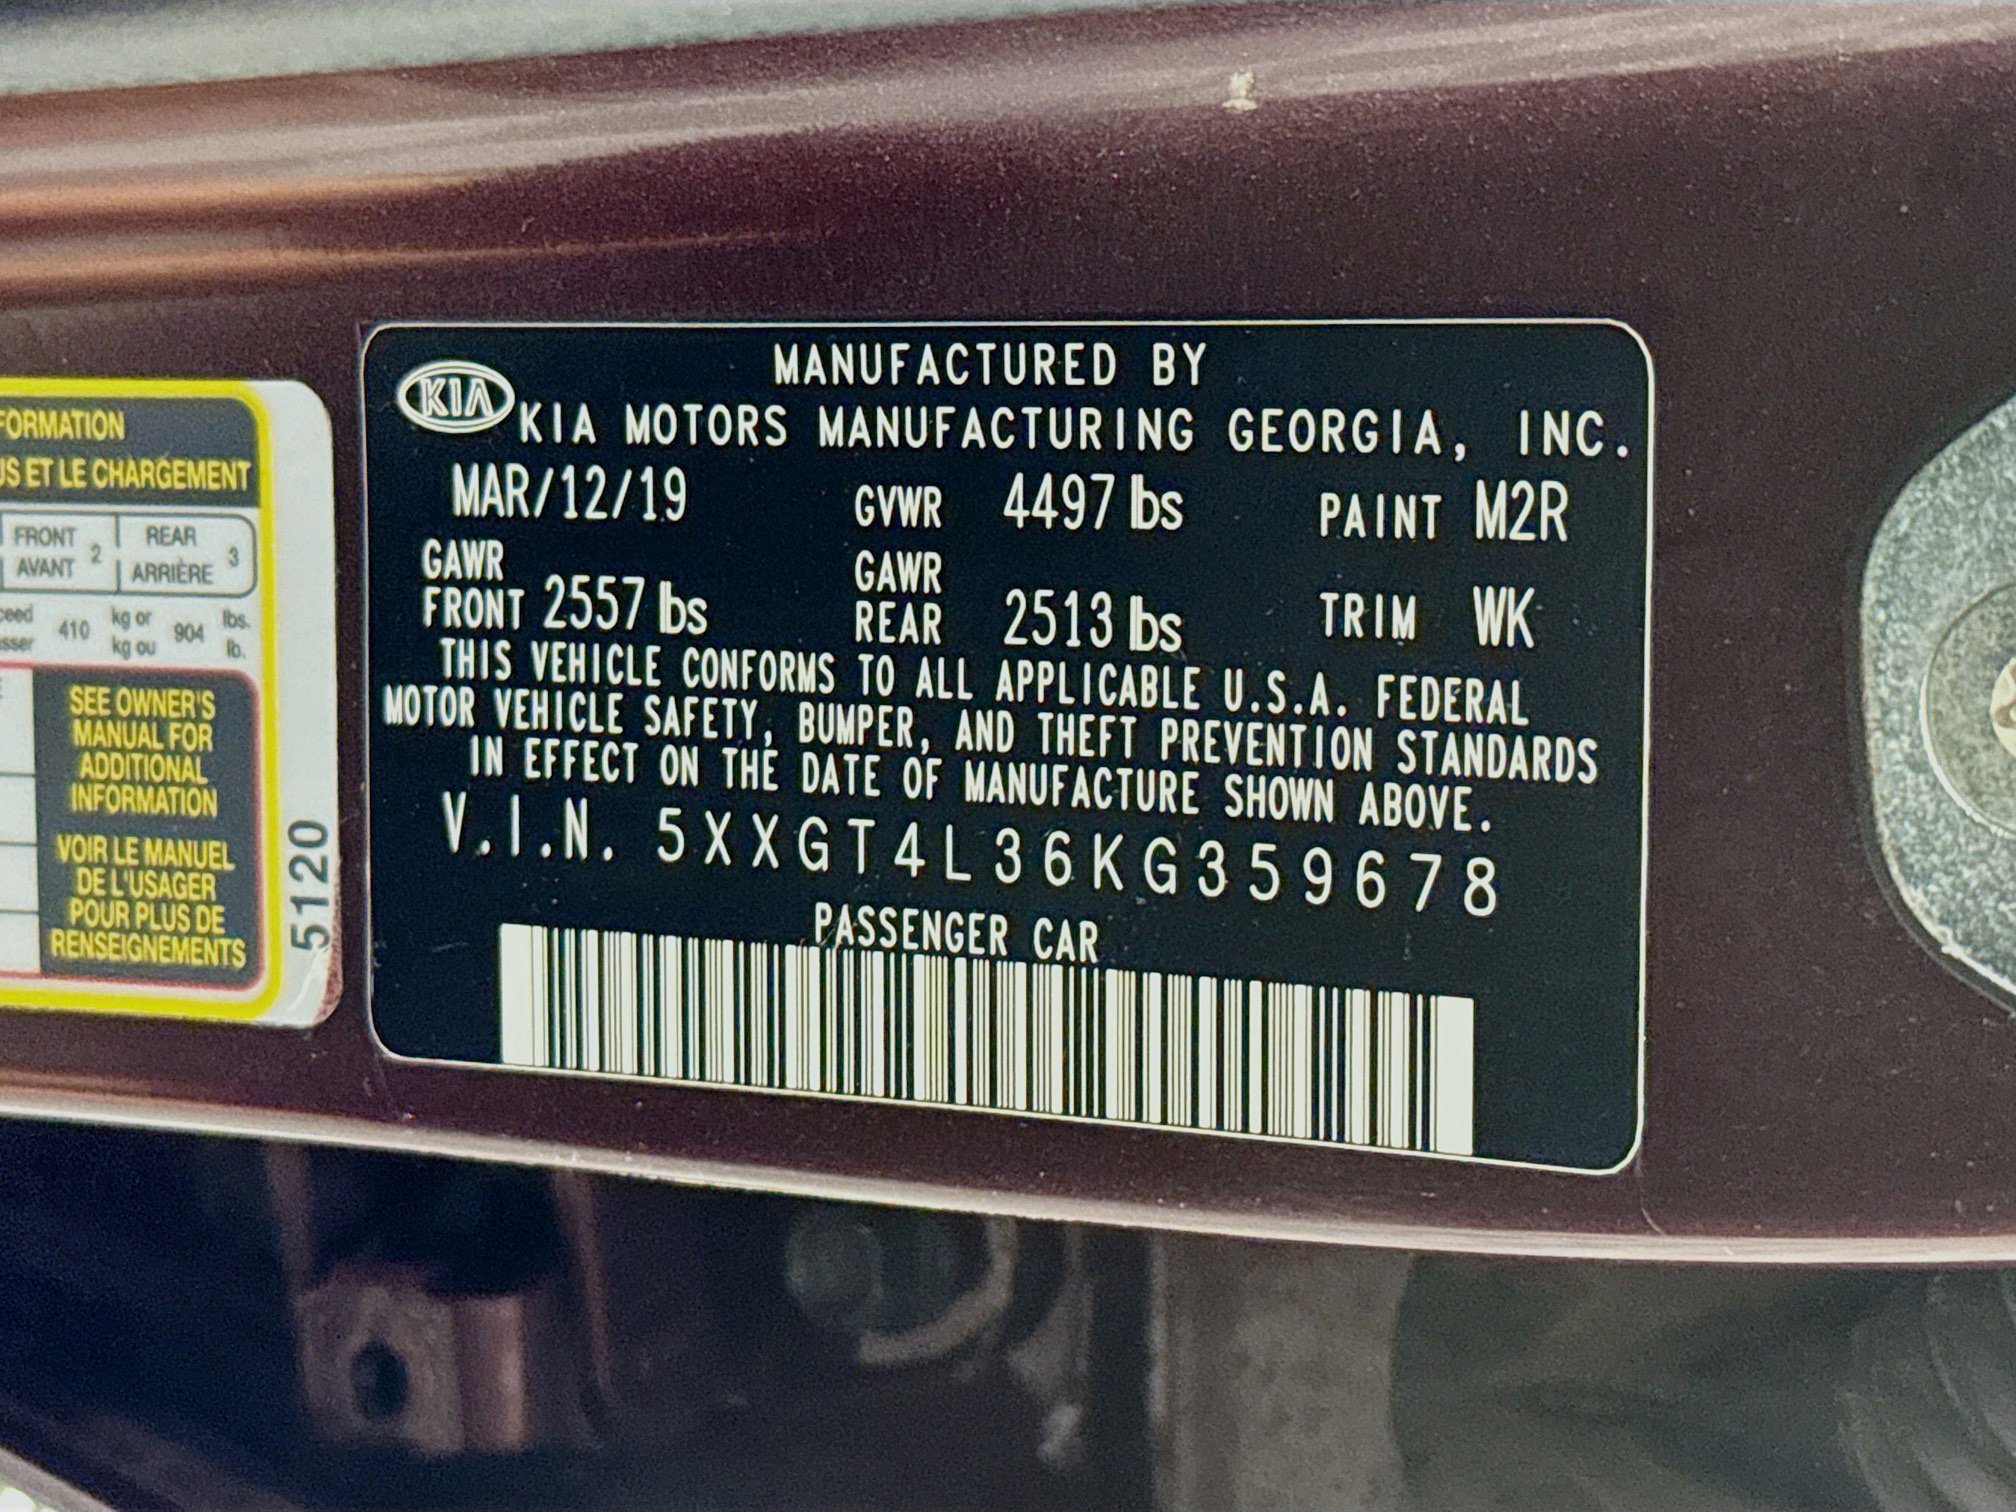 FORMATION
US ET LE CHARGEMENT
FRONT
AVANT
2
REAR
ARRIÈRE
3
410
kg or
kg ou
904
lbs.
lb.
SEE OWNER'S
MANUAL FOR
ADDITIONAL
INFORMATION
VOIR LE MANUEL
DE L'USAGER
POUR PLUS DE
RENSEIGNEMENTS
5120
KIA
MANUFACTURED BY
KIA MOTORS MANUFACTURING GEORGIA, INC.
MAR/12/19 GVWR 4497 lbs PAINT M2R
GAWR
FRONT 2557 lbs
GAWR
REAR 2513 lbs
TRIM WK
THIS VEHICLE CONFORMS TO ALL APPLICABLE U.S.A. FEDERAL
MOTOR VEHICLE SAFETY, BUMPER, AND THEFT PREVENTION STANDARDS
IN EFFECT ON THE DATE OF MANUFACTURE SHOWN ABOVE.
V.I.N. 5XXGT4L36KG359678
PASSENGER CAR